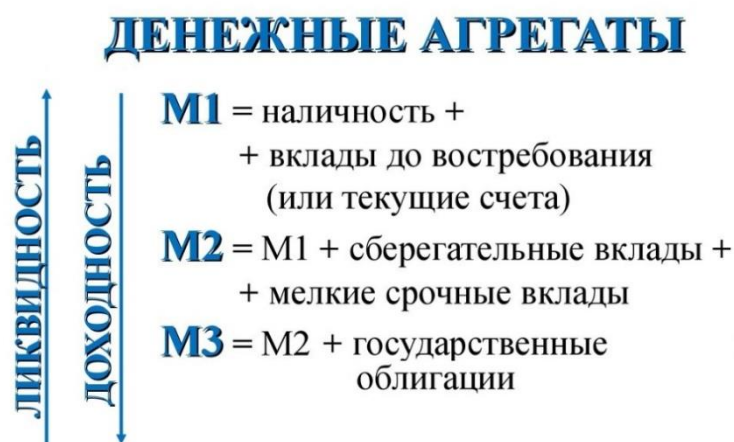 ДЕНЕЖНЫЕ АГРЕГАТЫ
ЛИКВИДНОСТЬ
ДОХОДНОСТЬ
М1 = наличность +
+ вклады до востребования
(или текущие счета)
М2 = М1 + сберегательные вклады +
+ мелкие срочные вклады
М3 = М2 + государственные
облигации